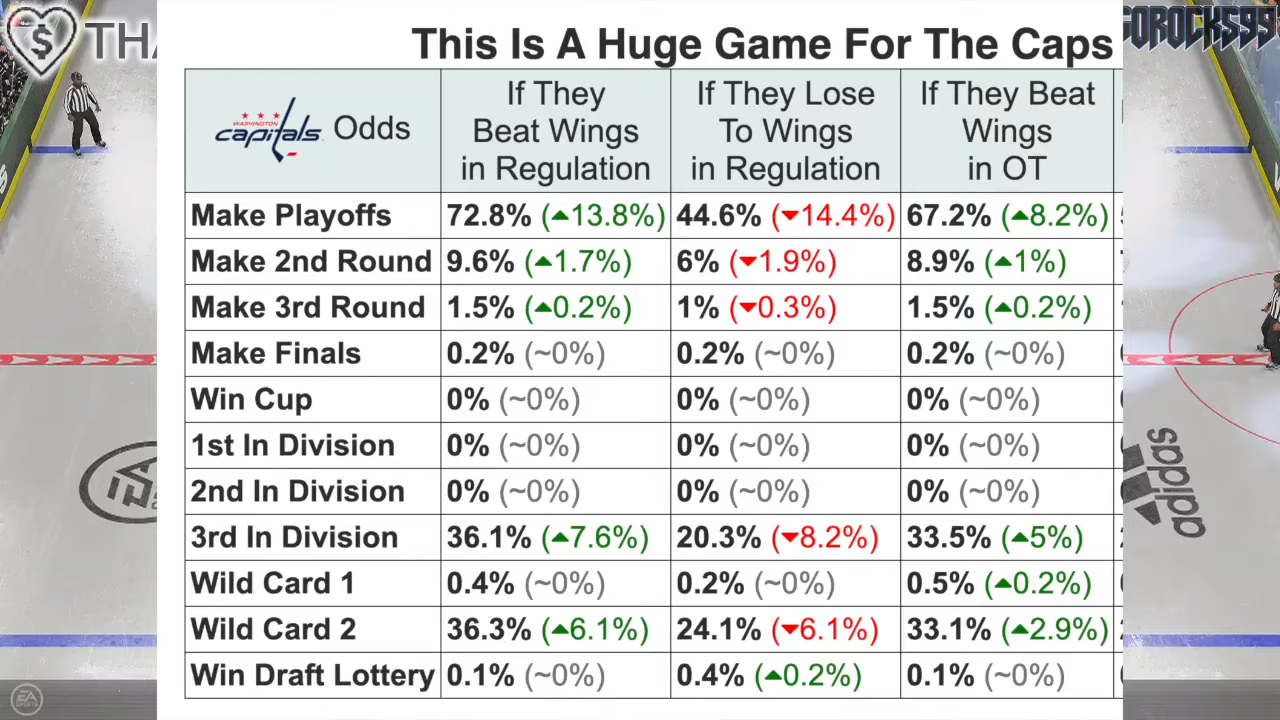 THA
GOROCKS99
This Is A Huge Game For The Caps
WASHINGTON
capitals Odds
If They
Beat Wings
in Regulation
If They Lose
To Wings
in Regulation
If They Beat
Wings
in OT
Make Playoffs 72.8% (▲13.8%) 44.6% (▼14.4%) 67.2% (▲8.2%)
Make 2nd Round 9.6% (▲1.7%) 6% (▼1.9%) 8.9% (▲1%)
Make 3rd Round 1.5% (▲0.2%) 1% (▼0.3%) 1.5% (▲0.2%)
Make Finals 0.2% (~0%) 0.2% (~0%) 0.2% (~0%)
Win Cup 0% (~0%) 0% (~0%) 0% (~0%)
1st In Division 0% (~0%) 0% (~0%) 0% (~0%)
2nd In Division 0% (~0%) 0% (~0%) 0% (~0%)
3rd In Division 36.1% (▲7.6%) 20.3% (▼8.2%) 33.5% (▲5%)
Wild Card 1 0.4% (~0%) 0.2% (~0%) 0.5% (▲0.2%)
Wild Card 2 36.3% (▲6.1%) 24.1% (▼6.1%) 33.1% (▲2.9%)
Win Draft Lottery 0.1% (~0%) 0.4% (▲0.2%) 0.1% (~0%)
adidas
EA
SPORTS